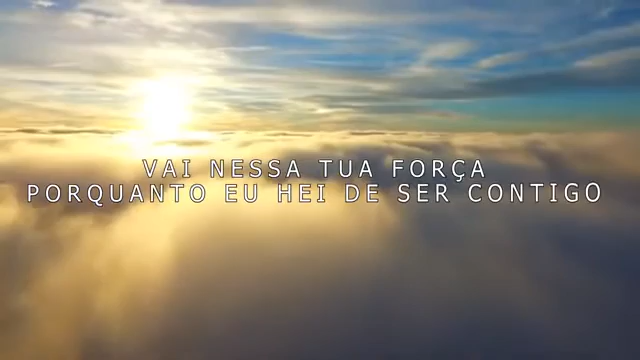 VAI NESSA TUA FORÇA
PORQUANTO EU HEI DE SER CONTIGO